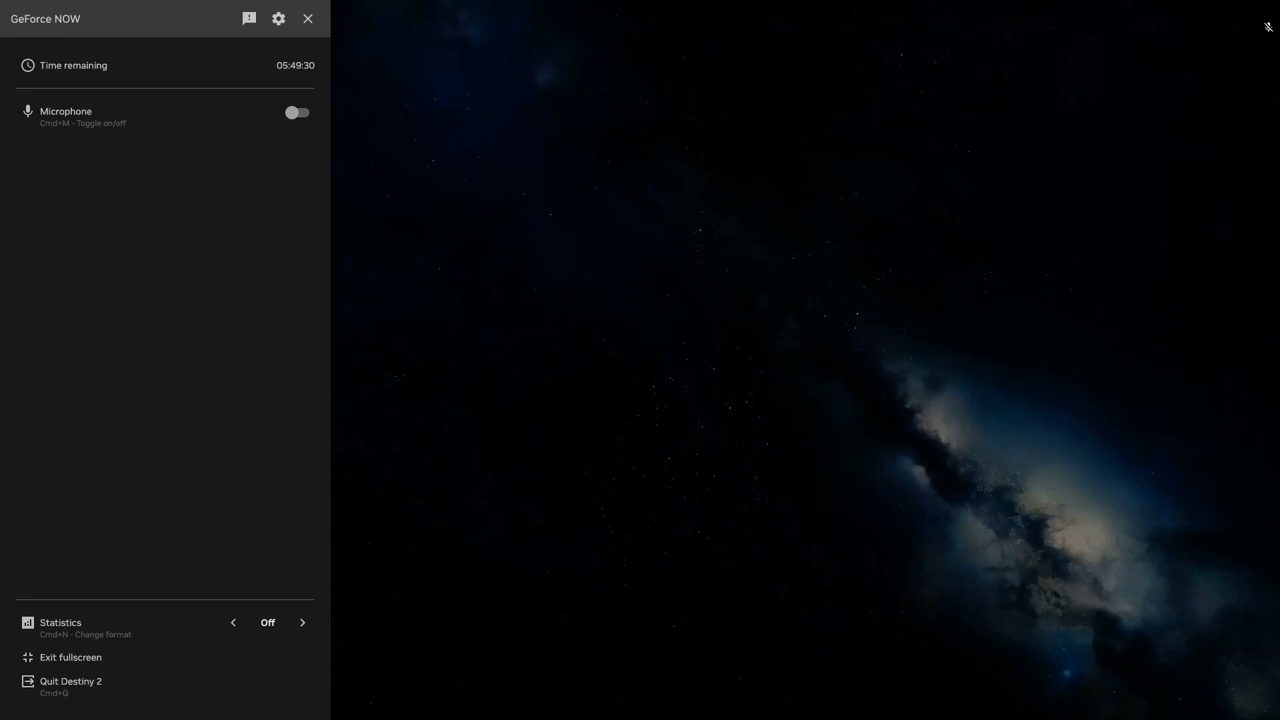 GeForce NOW
Time remaining 05:49:30
Microphone
Cmd+M - Toggle on/off
Statistics Off
Cmd+N - Change format
Exit fullscreen
Quit Destiny 2
Cmd+Q